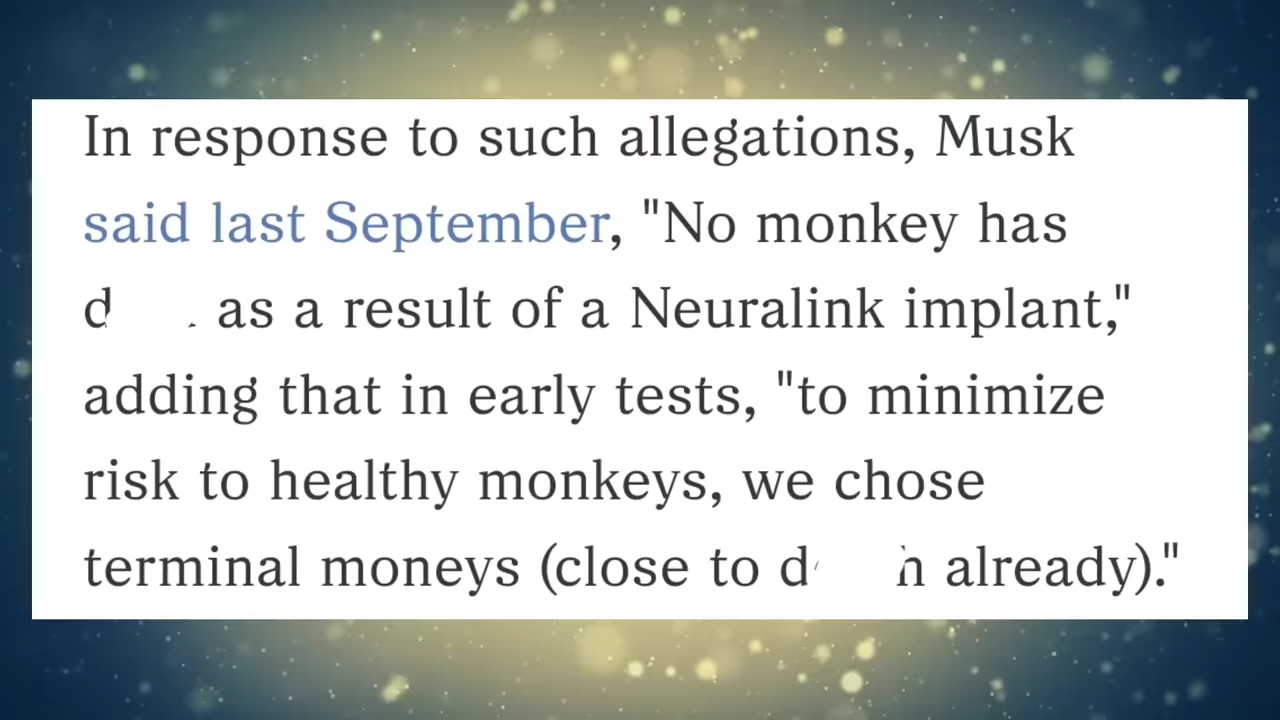 In response to such allegations, Musk
said last September, "No monkey has
as a result of a Neuralink implant,"
adding that in early tests, "to minimize
risk to healthy monkeys, we chose
terminal moneys (close to already)."